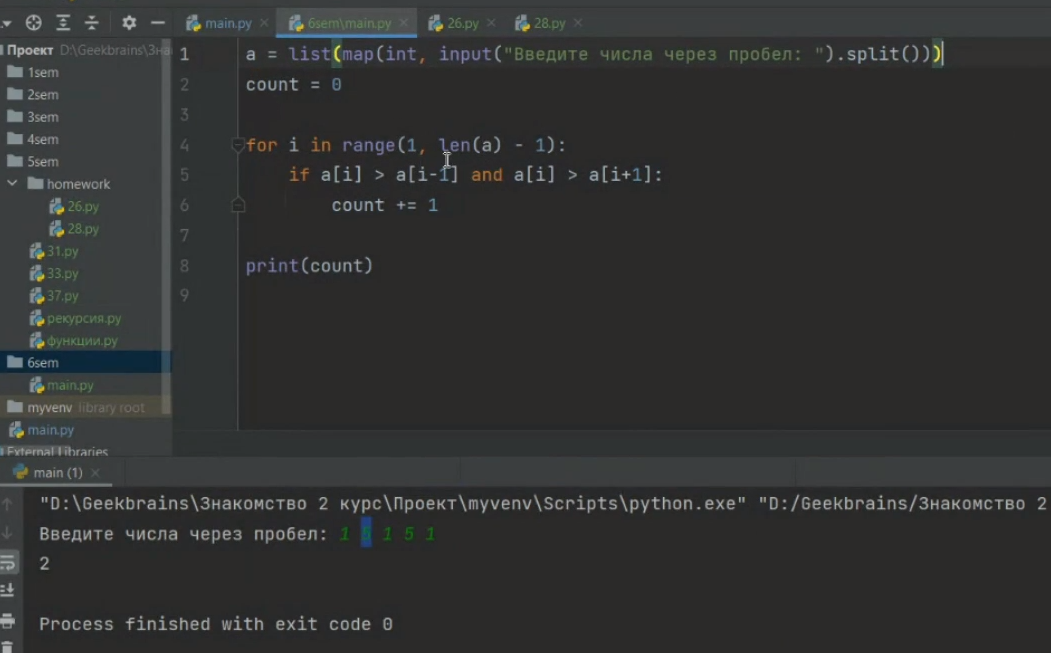 main.py
6sem\main.py
26.py
28.py
Проект D:\Geekbrains\Зна
1sem
2sem
3sem
4sem
5sem
homework
26.py
28.py
31.py
33.py
37.py
рекурсия.py
функции.py
6sem
main.py
myvenv library root
main.py
External Libraries
1 a = list(map(int, input("Введите числа через пробел: ").split()))
2 count = 0
3
4 for i in range(1, len(a) - 1):
5 if a[i] > a[i-1] and a[i] > a[i+1]:
6 count += 1
7
8 print(count)
9
main (1)
"D:\Geekbrains\Знакомство 2 курс\Проект\myvenv\Scripts\python.exe" "D:/Geekbrains/Знакомство 2
Введите числа через пробел: 1 5 1 5 1
2
Process finished with exit code 0